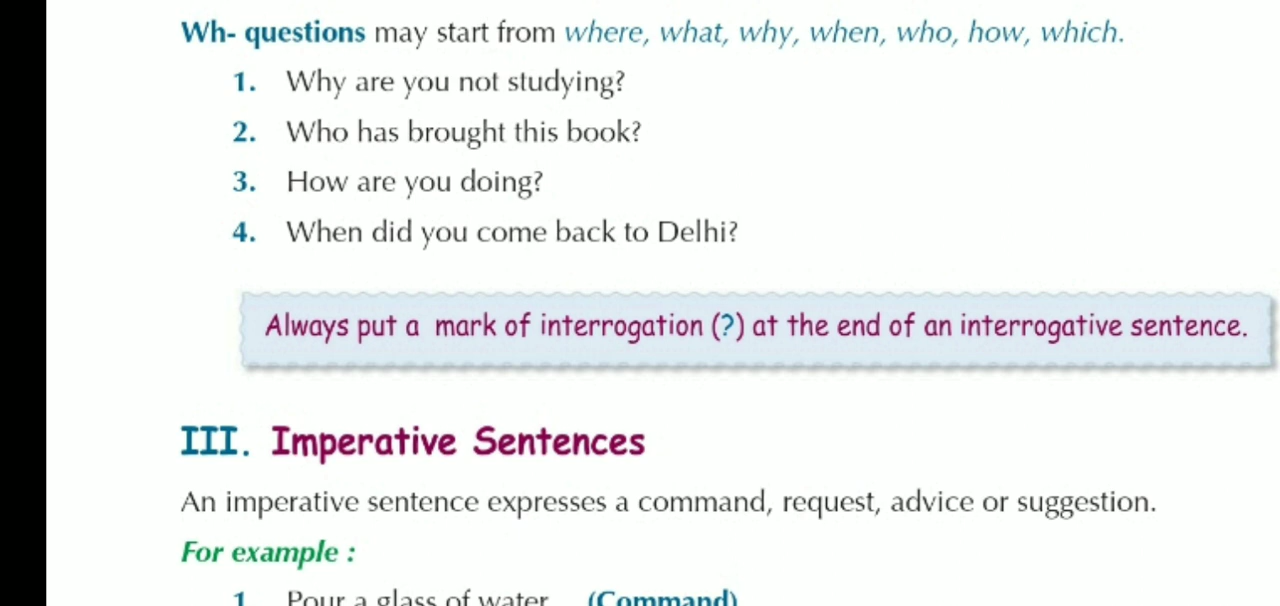 Wh- questions may start from where, what, why, when, who, how, which.
1. Why are you not studying?
2. Who has brought this book?
3. How are you doing?
4. When did you come back to Delhi?
Always put a mark of interrogation (?) at the end of an interrogative sentence.
III. Imperative Sentences
An imperative sentence expresses a command, request, advice or suggestion.
For example :
1. Pour a glass of water. (Command)